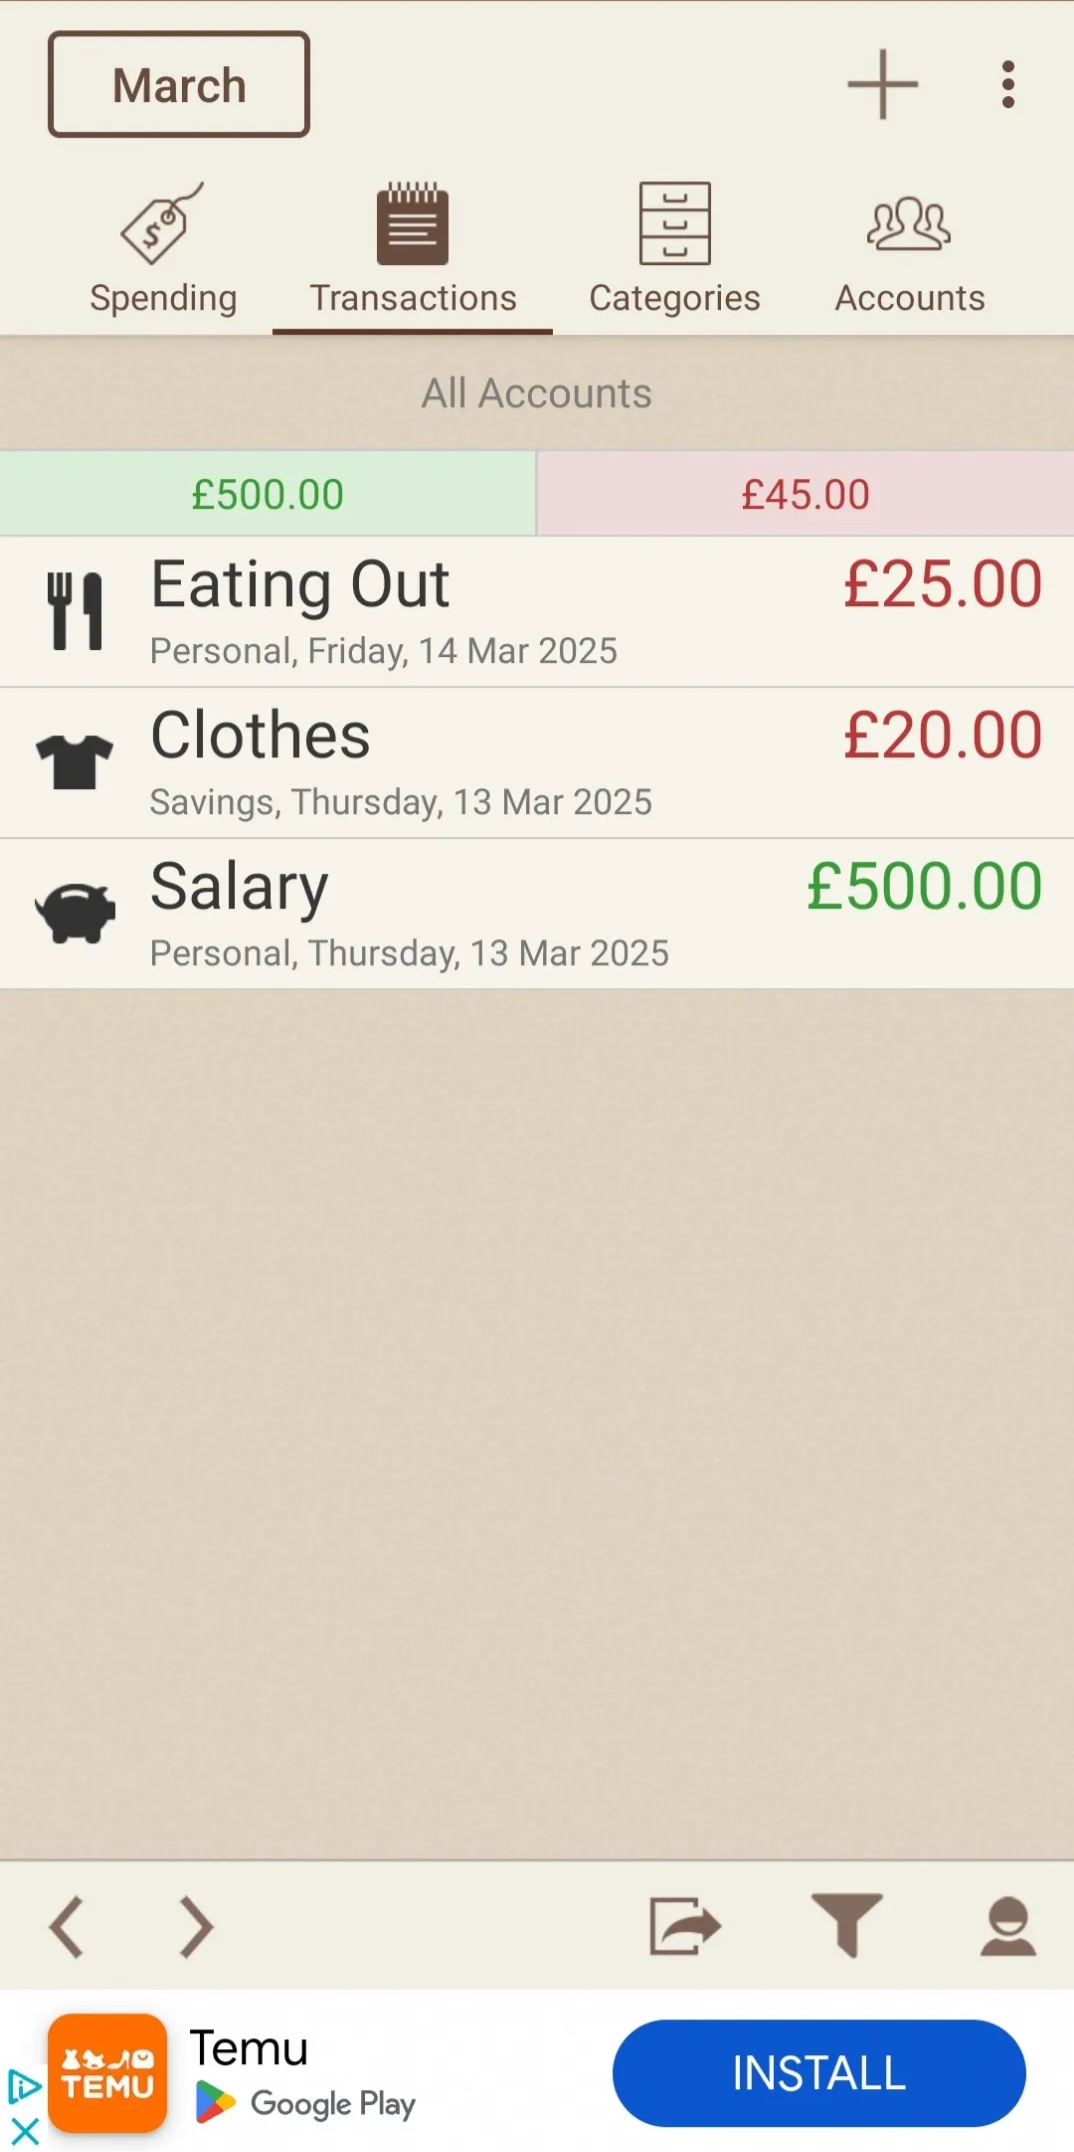 March
Spending
Transactions
Categories
Accounts
All Accounts
£500.00
£45.00
Eating Out
£25.00
Personal, Friday, 14 Mar 2025
Clothes
£20.00
Savings, Thursday, 13 Mar 2025
Salary
£500.00
Personal, Thursday, 13 Mar 2025
TEMU
Temu
Google Play
INSTALL